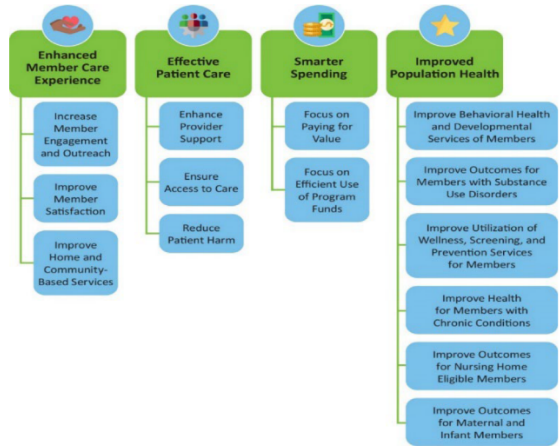 Enhanced
Member Care
Experience
Increase
Member
Engagement
and Outreach
Improve
Member
Satisfaction
Improve
Home and
Community-
Based Services
Effective
Patient Care
Enhance
Provider
Support
Ensure
Access to Care
Reduce
Patient Harm
Smarter
Spending
Focus on
Paying for
Value
Focus on
Efficient Use
of Program
Funds
Improved
Population Health
Improve Behavioral Health
and Developmental
Services of Members
Improve Outcomes for
Members with Substance
Use Disorders
Improve Utilization of
Wellness, Screening, and
Prevention Services
for Members
Improve Health
for Members with
Chronic Conditions
Improve Outcomes
for Nursing Home
Eligible Members
Improve Outcomes
for Maternal and
Infant Members